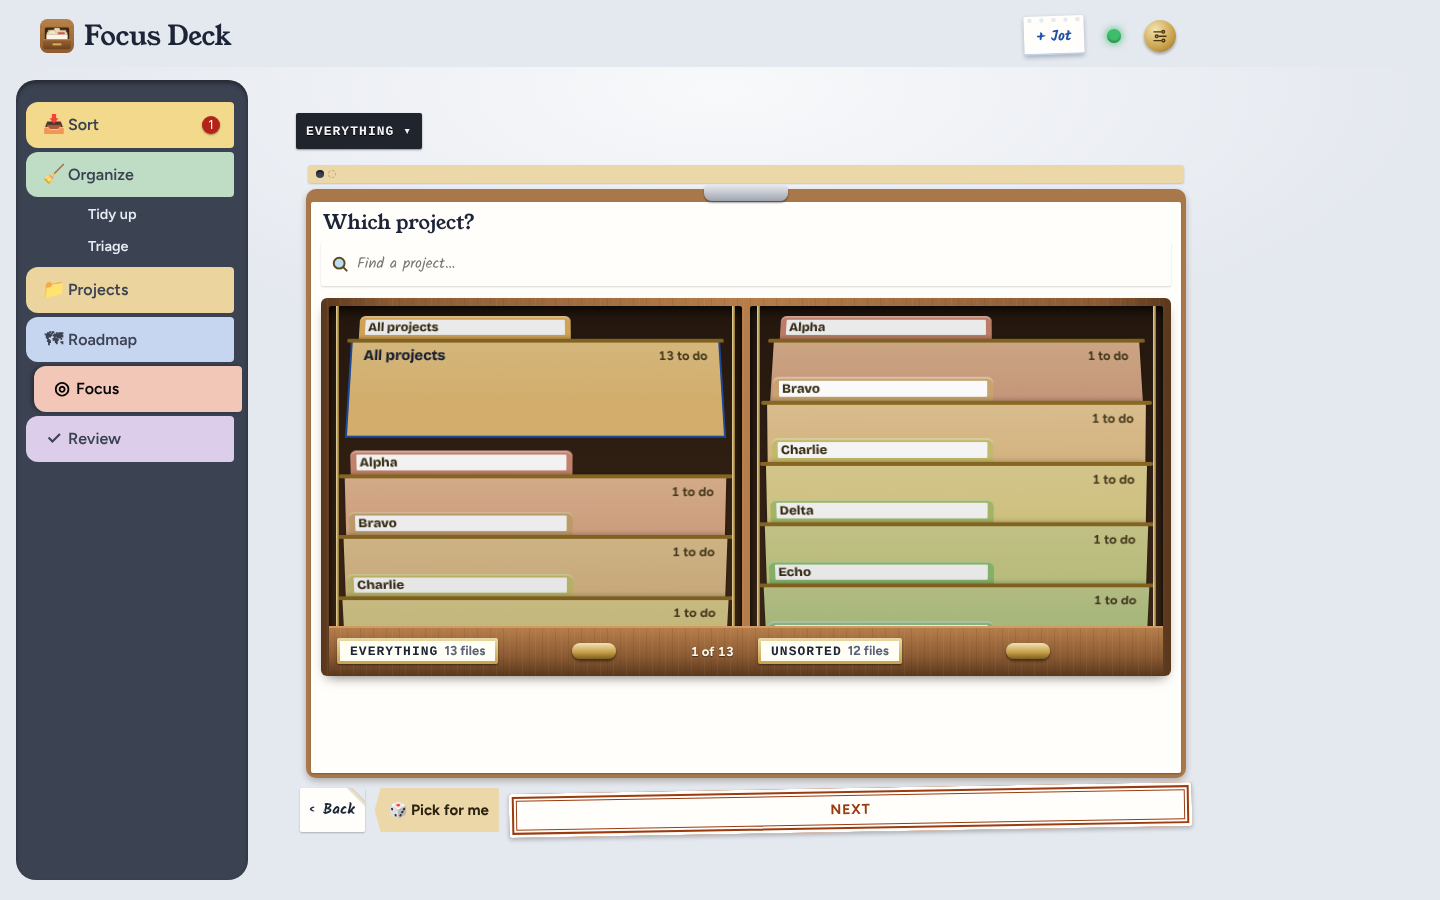 Focus Deck
+ Jot
Sort
1
Organize
Tidy up
Triage
Projects
Roadmap
Focus
Review
EVERYTHING ▾
Which project?
Find a project...
All projects
All projects
13 to do
Alpha
1 to do
Bravo
1 to do
Charlie
1 to do
EVERYTHING 13 files
1 of 13
Alpha
1 to do
Bravo
1 to do
Charlie
1 to do
Delta
1 to do
Echo
1 to do
UNSORTED 12 files
< Back
Pick for me
NEXT